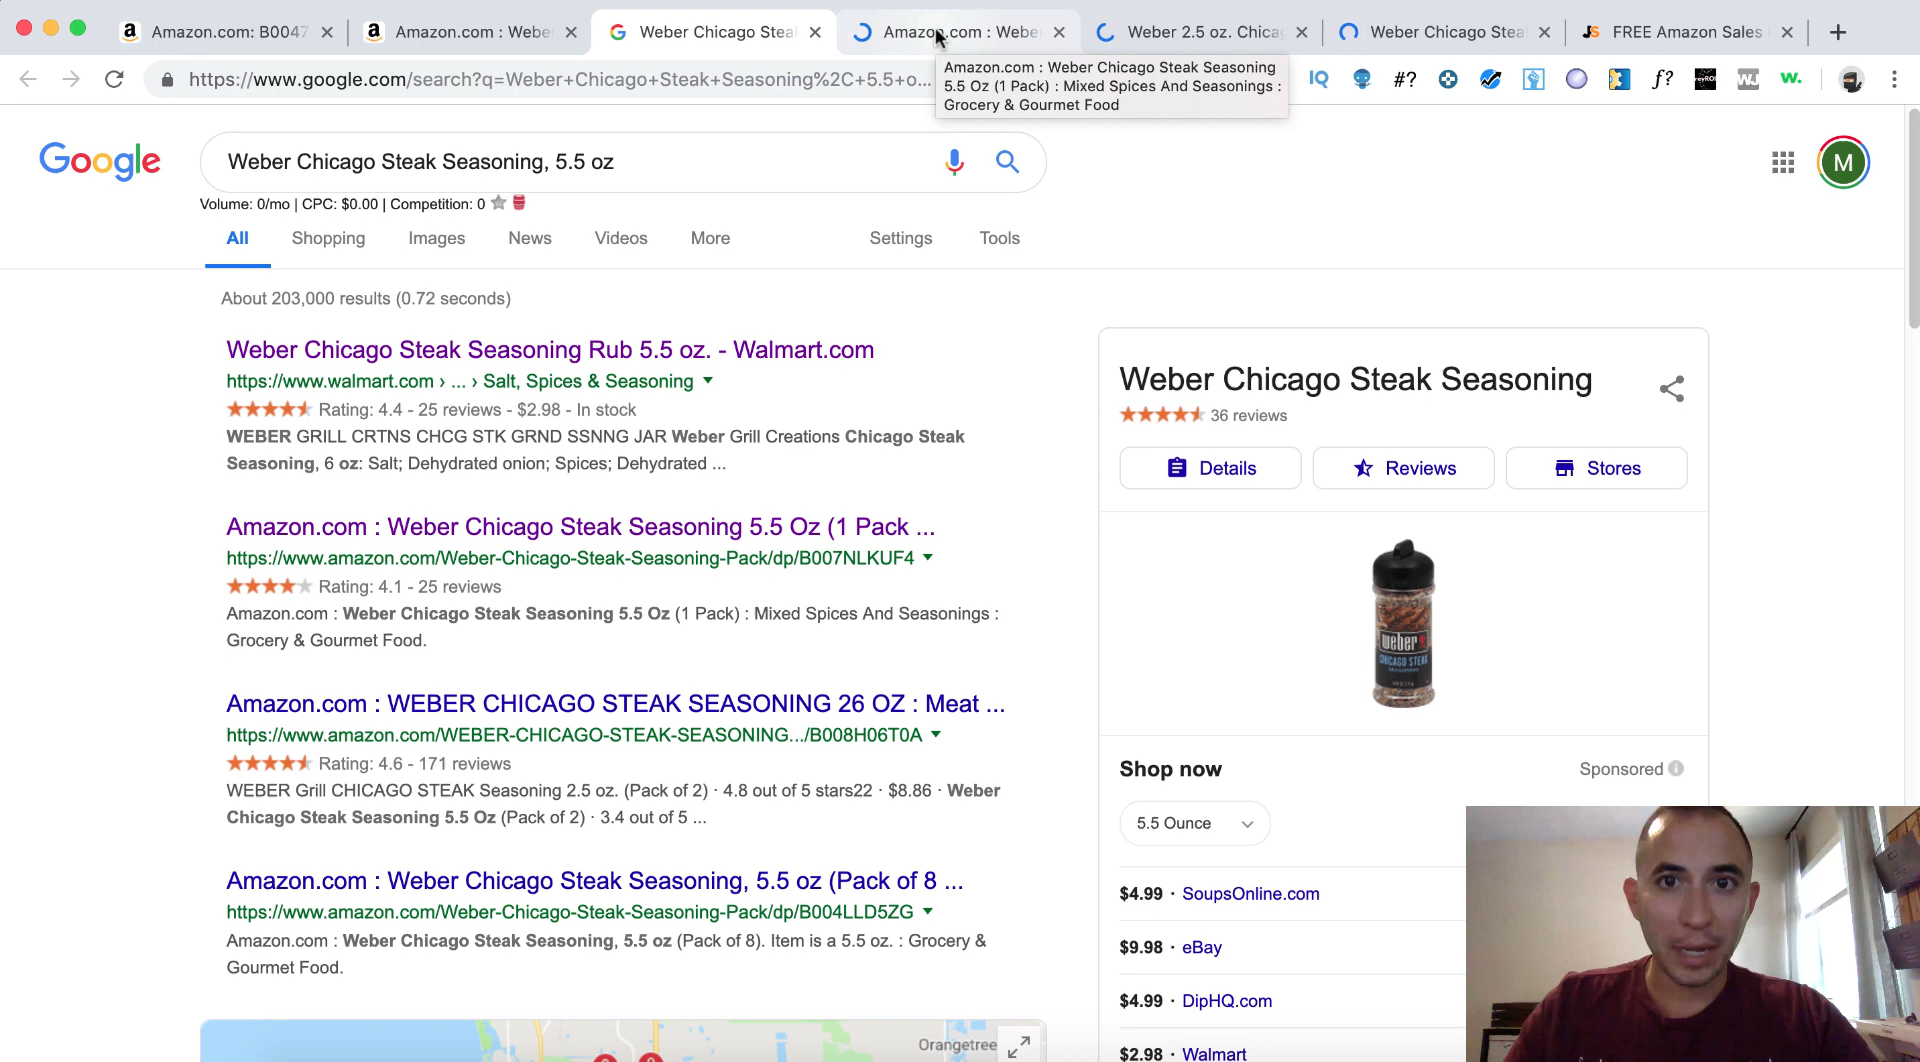 Amazon.com: B0047
Amazon.com : Webe
Weber Chicago Steal
Amazon.com : Webe
Weber 2.5 oz. Chicag
Weber Chicago Steal
FREE Amazon Sales
https://www.google.com/search?q=Weber+Chicago+Steak+Seasoning%2C+5.5+o...
Amazon.com : Weber Chicago Steak Seasoning
5.5 Oz (1 Pack) : Mixed Spices And Seasonings :
Grocery & Gourmet Food
IQ
#?
ƒ?
WJ
w.
Google
Weber Chicago Steak Seasoning, 5.5 oz
M
Volume: 0/mo | CPC: $0.00 | Competition: 0
All Shopping Images News Videos More Settings Tools
About 203,000 results (0.72 seconds)
Weber Chicago Steak Seasoning Rub 5.5 oz. - Walmart.com
https://www.walmart.com › ... › Salt, Spices & Seasoning
Rating: 4.4 - 25 reviews - $2.98 - In stock
WEBER GRILL CRTNS CHCG STK GRND SSNNG JAR Weber Grill Creations Chicago Steak
Seasoning, 6 oz: Salt; Dehydrated onion; Spices; Dehydrated ...
Amazon.com : Weber Chicago Steak Seasoning 5.5 Oz (1 Pack ...
https://www.amazon.com/Weber-Chicago-Steak-Seasoning-Pack/dp/B007NLKUF4
Rating: 4.1 - 25 reviews
Amazon.com : Weber Chicago Steak Seasoning 5.5 Oz (1 Pack) : Mixed Spices And Seasonings :
Grocery & Gourmet Food.
Amazon.com : WEBER CHICAGO STEAK SEASONING 26 OZ : Meat ...
https://www.amazon.com/WEBER-CHICAGO-STEAK-SEASONING.../B008H06T0A
Rating: 4.6 - 171 reviews
WEBER Grill CHICAGO STEAK Seasoning 2.5 oz. (Pack of 2) · 4.8 out of 5 stars22 · $8.86 · Weber
Chicago Steak Seasoning 5.5 Oz (Pack of 2) · 3.4 out of 5 ...
Amazon.com : Weber Chicago Steak Seasoning, 5.5 oz (Pack of 8 ...
https://www.amazon.com/Weber-Chicago-Steak-Seasoning-Pack/dp/B004LLD5ZG
Amazon.com : Weber Chicago Steak Seasoning, 5.5 oz (Pack of 8). Item is a 5.5 oz. : Grocery &
Gourmet Food.
Orangetree
Weber Chicago Steak Seasoning
36 reviews
Details Reviews Stores
weber
CHICAGO STEAK
SEASONING
Shop now Sponsored
5.5 Ounce
$4.99 · SoupsOnline.com
$9.98 · eBay
$4.99 · DipHQ.com
$2.98 · Walmart